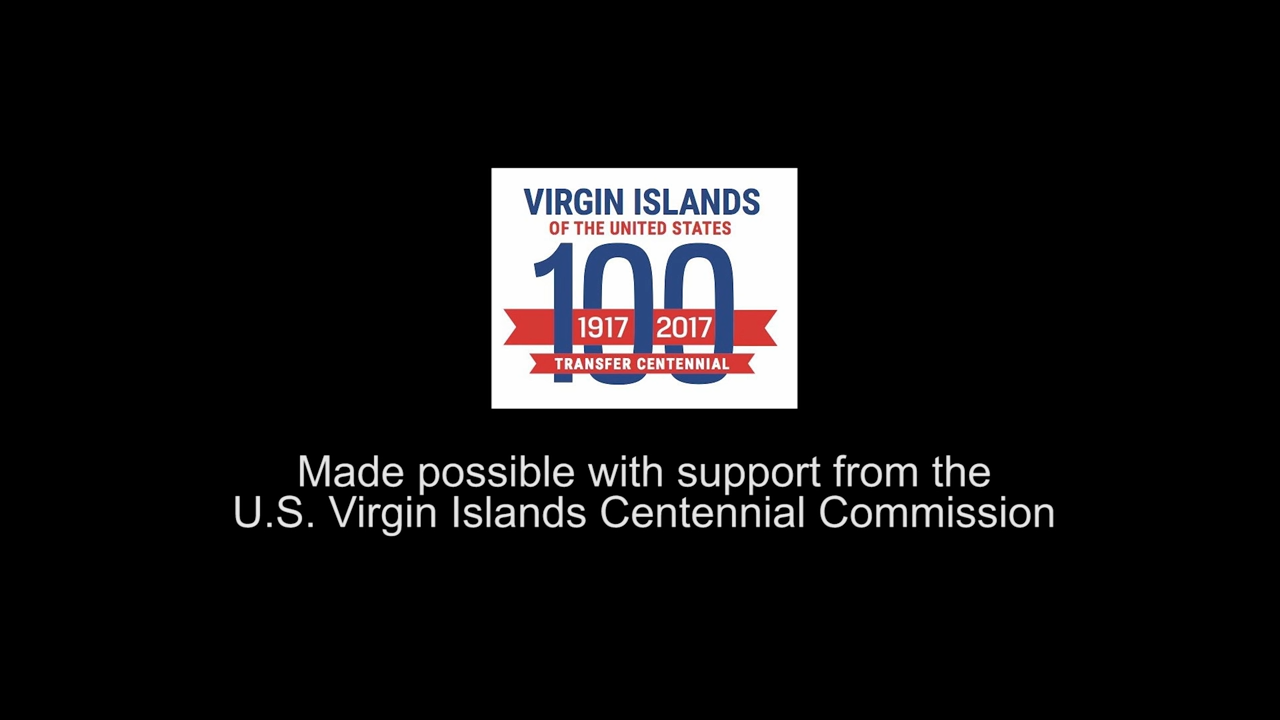 VIRGIN ISLANDS
OF THE UNITED STATES
100
1917 2017
TRANSFER CENTENNIAL
Made possible with support from the
U.S. Virgin Islands Centennial Commission